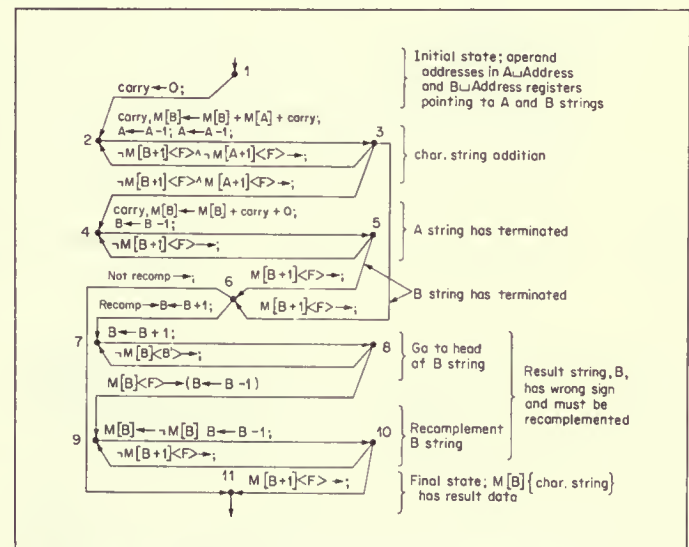 1
Initial state; operand
addresses in A⊔Address
and B⊔Address registers
pointing to A and B strings
carry←0;
carry, M[B]←M[B]+M[A]+carry;
A←A-1; A←A-1;
2
3
¬M[B+1]<F>∧¬M[A+1]<F>→;
char. string addition
¬M[B+1]<F>∧M[A+1]<F>→;
carry, M[B]←M[B]+carry+0;
B←B-1;
4
5
¬M[B+1]<F>→;
A string has terminated
Not recomp→;
6
M[B+1]<F>→;
B string has terminated
Recomp→B←B+1;
M[B+1]<F>→;
B←B+1;
7
8
¬M[B]<B'>→;
Go to head
of B string
M[B]<F>→(B←B-1)
Result string, B,
has wrong sign
and must be
recomplemented
M[B]←¬M[B] B←B-1;
9
10
¬M[B+1]<F>→;
Recomplement
B string
11
M[B+1]<F>→;
Final state; M[B]{char. string}
has result data